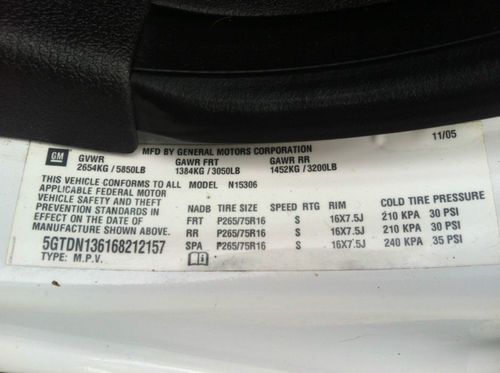 MFD BY GENERAL MOTORS CORPORATION 11/05
GM GVWR GAWR FRT GAWR RR
2654KG / 5850LB 1384KG / 3050LB 1452KG / 3200LB
THIS VEHICLE CONFORMS TO ALL MODEL N15306
APPLICABLE FEDERAL MOTOR
VEHICLE SAFETY AND THEFT
PREVENTION STANDARDS IN
EFFECT ON THE DATE OF
MANUFACTURE SHOWN ABOVE.
5GTDN136168212157
TYPE: M.P.V.
NADB TIRE SIZE SPEED RTG RIM COLD TIRE PRESSURE
FRT P265/75R16 S 16X7.5J 210 KPA 30 PSI
RR P265/75R16 S 16X7.5J 210 KPA 30 PSI
SPA P265/75R16 S 16X7.5J 240 KPA 35 PSI